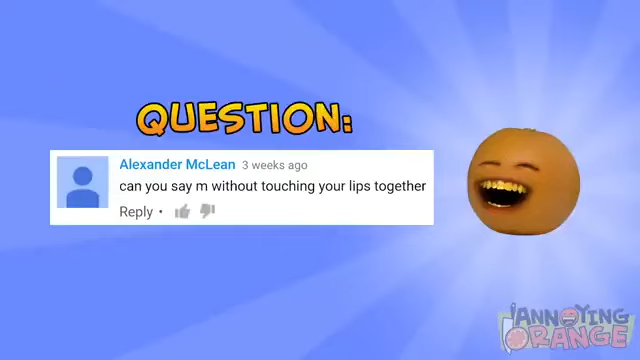 QUESTION:
Alexander McLean 3 weeks ago
can you say m without touching your lips together
Reply •
ANNOYING
ORANGE